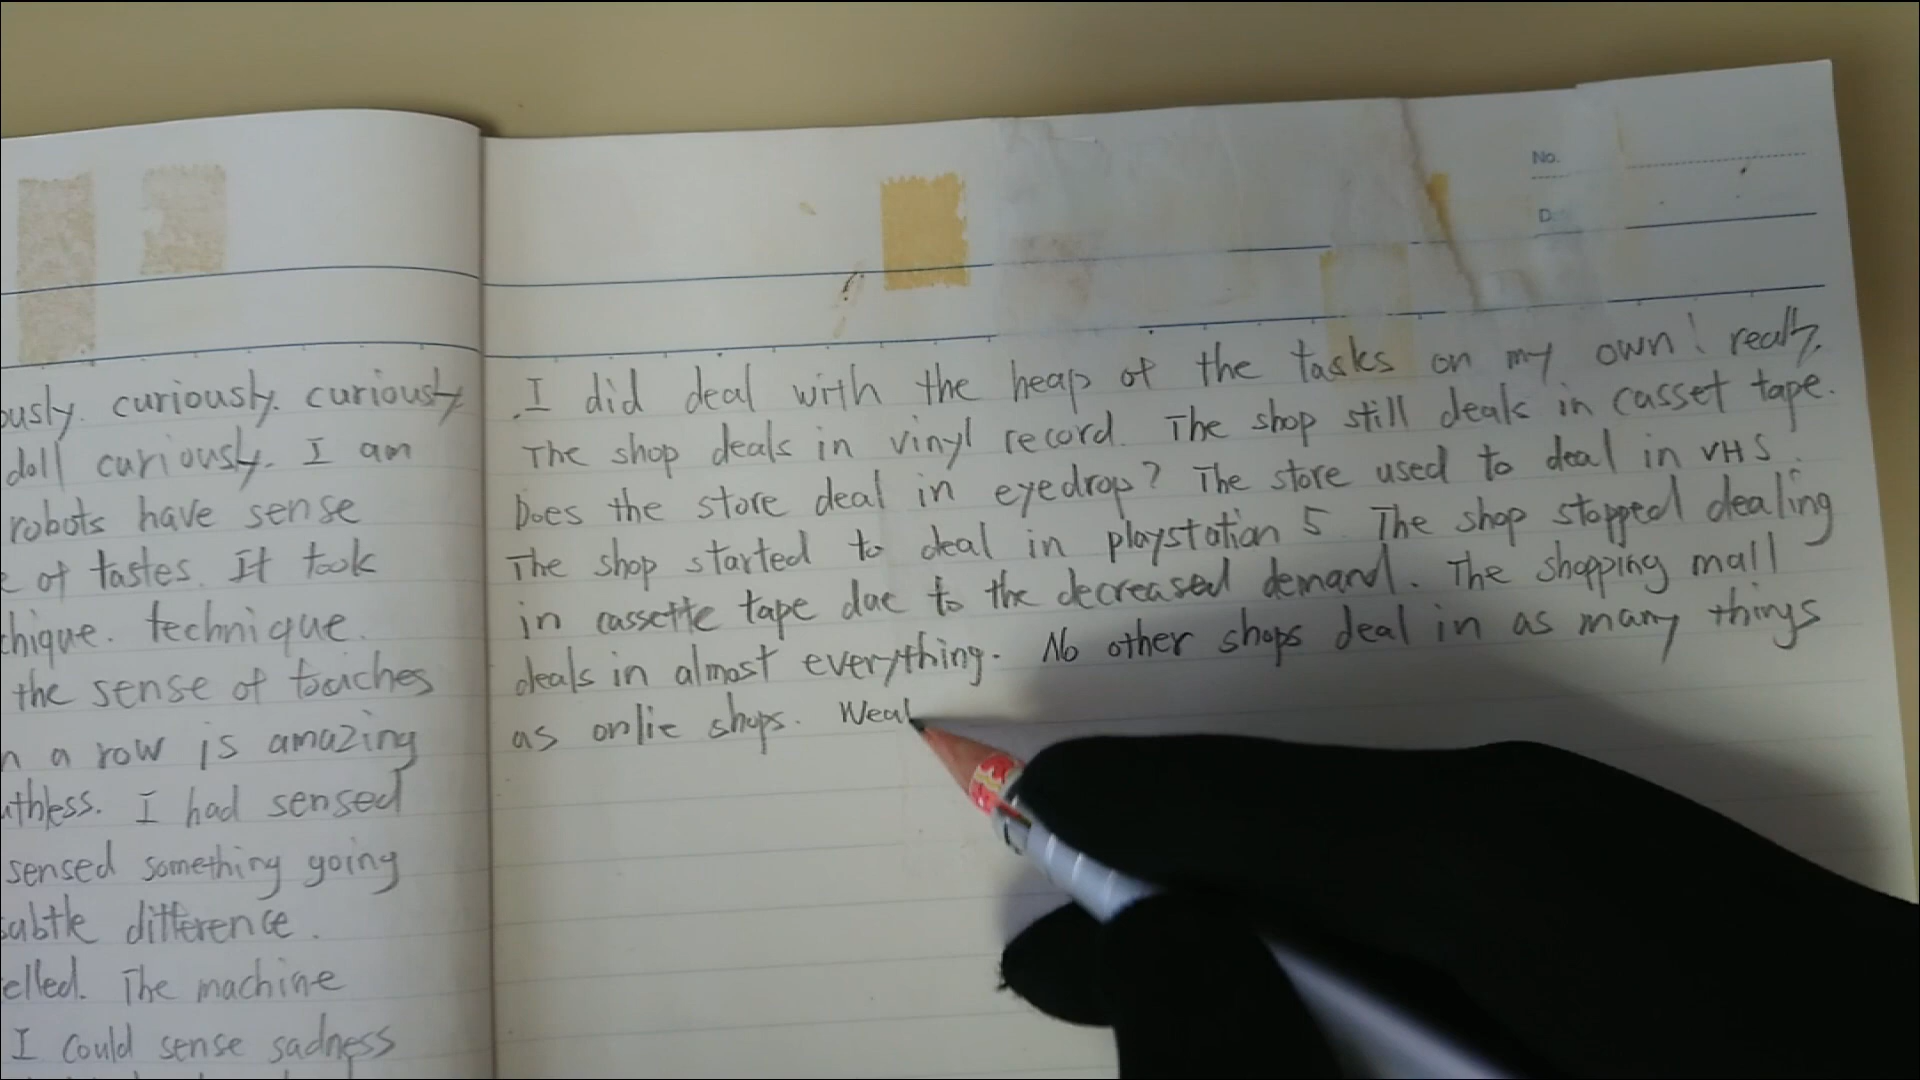 ously. curiously. curiously
doll curiously. I am
robots have sense
of tastes. It took
technique.
the sense of touches
a row is amazing
I had sensed
sensed something going
difference.
The machine
I could sense sadness
No.
D
I did deal with the heap of the tasks on my own! really.
The shop deals in vinyl record. The shop still deals in casset tape.
Does the store deal in eyedrop? The store used to deal in VHS.
The shop started to deal in playstation 5. The shop stopped dealing
in cassette tape due to the decreased demand. The shopping mall
deals in almost everything. No other shops deal in as many things
as onlie shops. Weal